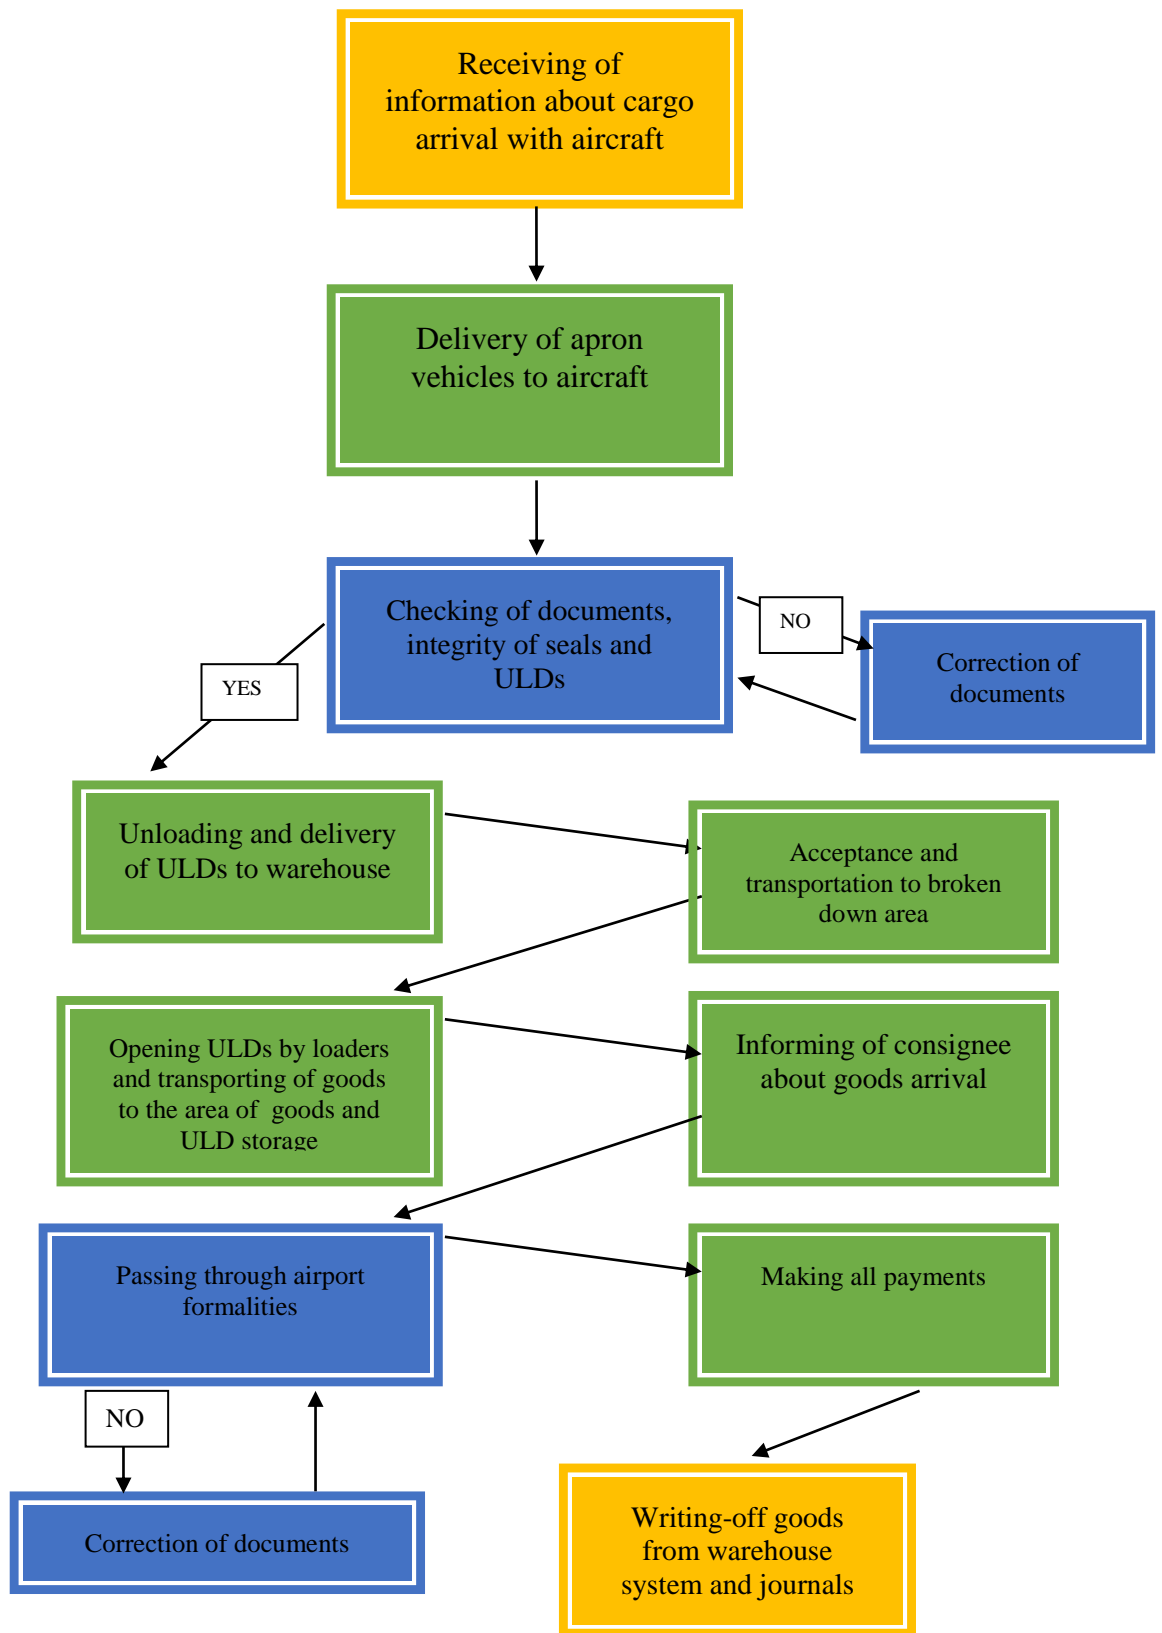 Receiving of
information about cargo
arrival with aircraft
Delivery of apron
vehicles to aircraft
Checking of documents,
integrity of seals and
ULDs
NO
Correction of
documents
YES
Unloading and delivery
of ULDs to warehouse
Acceptance and
transportation to broken
down area
Opening ULDs by loaders
and transporting of goods
to the area of goods and
ULD storage
Informing of consignee
about goods arrival
Passing through airport
formalities
Making all payments
NO
Correction of documents
Writing-off goods
from warehouse
system and journals